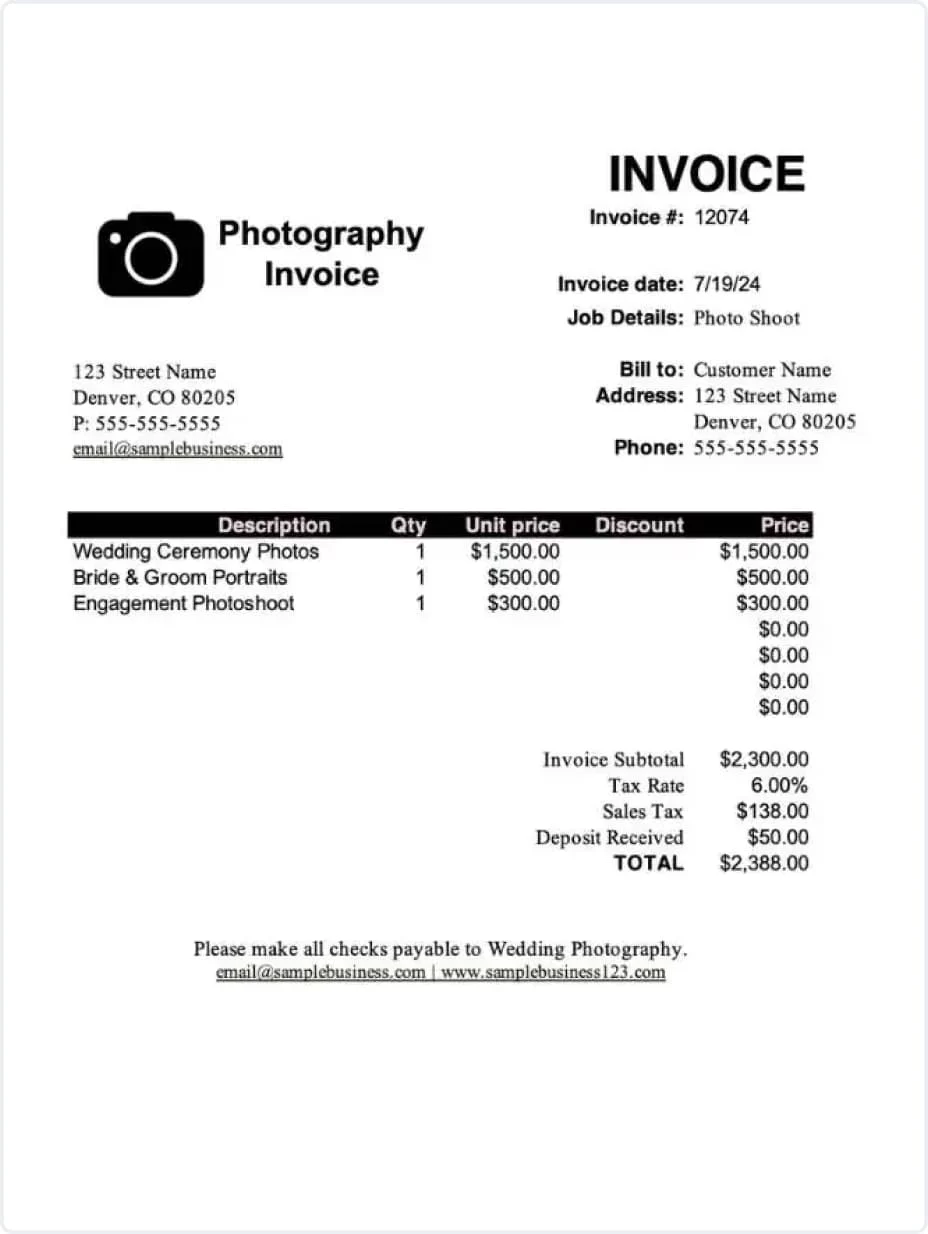 INVOICE
Invoice #: 12074
Photography
Invoice
Invoice date: 7/19/24
Job Details: Photo Shoot
123 Street Name
Denver, CO 80205
P: 555-555-5555
email@samplebusiness.com
Bill to: Customer Name
Address: 123 Street Name
Denver, CO 80205
Phone: 555-555-5555
Description Qty Unit price Discount Price
Wedding Ceremony Photos 1 $1,500.00 $1,500.00
Bride & Groom Portraits 1 $500.00 $500.00
Engagement Photoshoot 1 $300.00 $300.00
$0.00
$0.00
$0.00
$0.00
Invoice Subtotal $2,300.00
Tax Rate 6.00%
Sales Tax $138.00
Deposit Received $50.00
TOTAL $2,388.00
Please make all checks payable to Wedding Photography.
email@samplebusiness.com | www.samplebusiness123.com